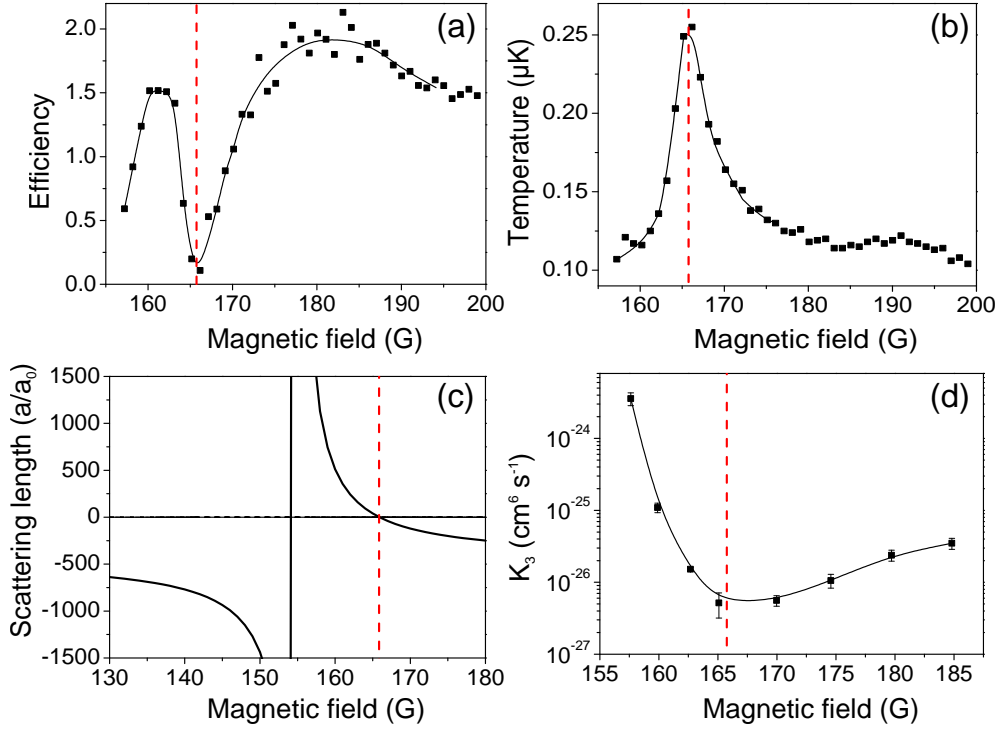 (a)
2.0
1.5
1.0
0.5
0.0
Efficiency
160 170 180 190 200
Magnetic field (G)
(b)
0.25
0.20
0.15
0.10
Temperature (µK)
160 170 180 190 200
Magnetic field (G)
(c)
1500
1000
500
0
-500
-1000
-1500
Scattering length (a/a₀)
130 140 150 160 170 180
Magnetic field (G)
(d)
10⁻²⁴
10⁻²⁵
10⁻²⁶
10⁻²⁷
K₃ (cm⁶ s⁻¹)
155 160 165 170 175 180 185
Magnetic field (G)